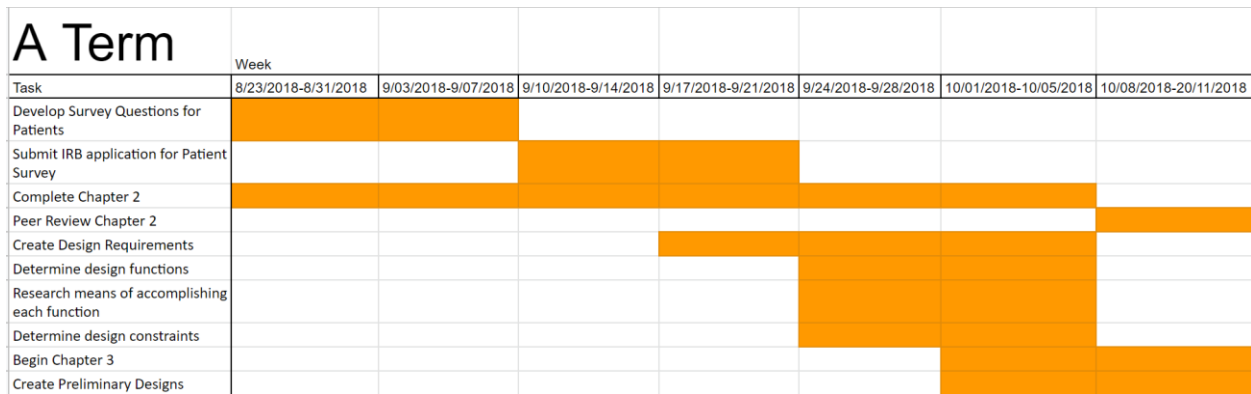 A Term
Week
Task
8/23/2018-8/31/2018
9/03/2018-9/07/2018
9/10/2018-9/14/2018
9/17/2018-9/21/2018
9/24/2018-9/28/2018
10/01/2018-10/05/2018
10/08/2018-20/11/2018
Develop Survey Questions for
Patients
Submit IRB application for Patient
Survey
Complete Chapter 2
Peer Review Chapter 2
Create Design Requirements
Determine design functions
Research means of accomplishing
each function
Determine design constraints
Begin Chapter 3
Create Preliminary Designs